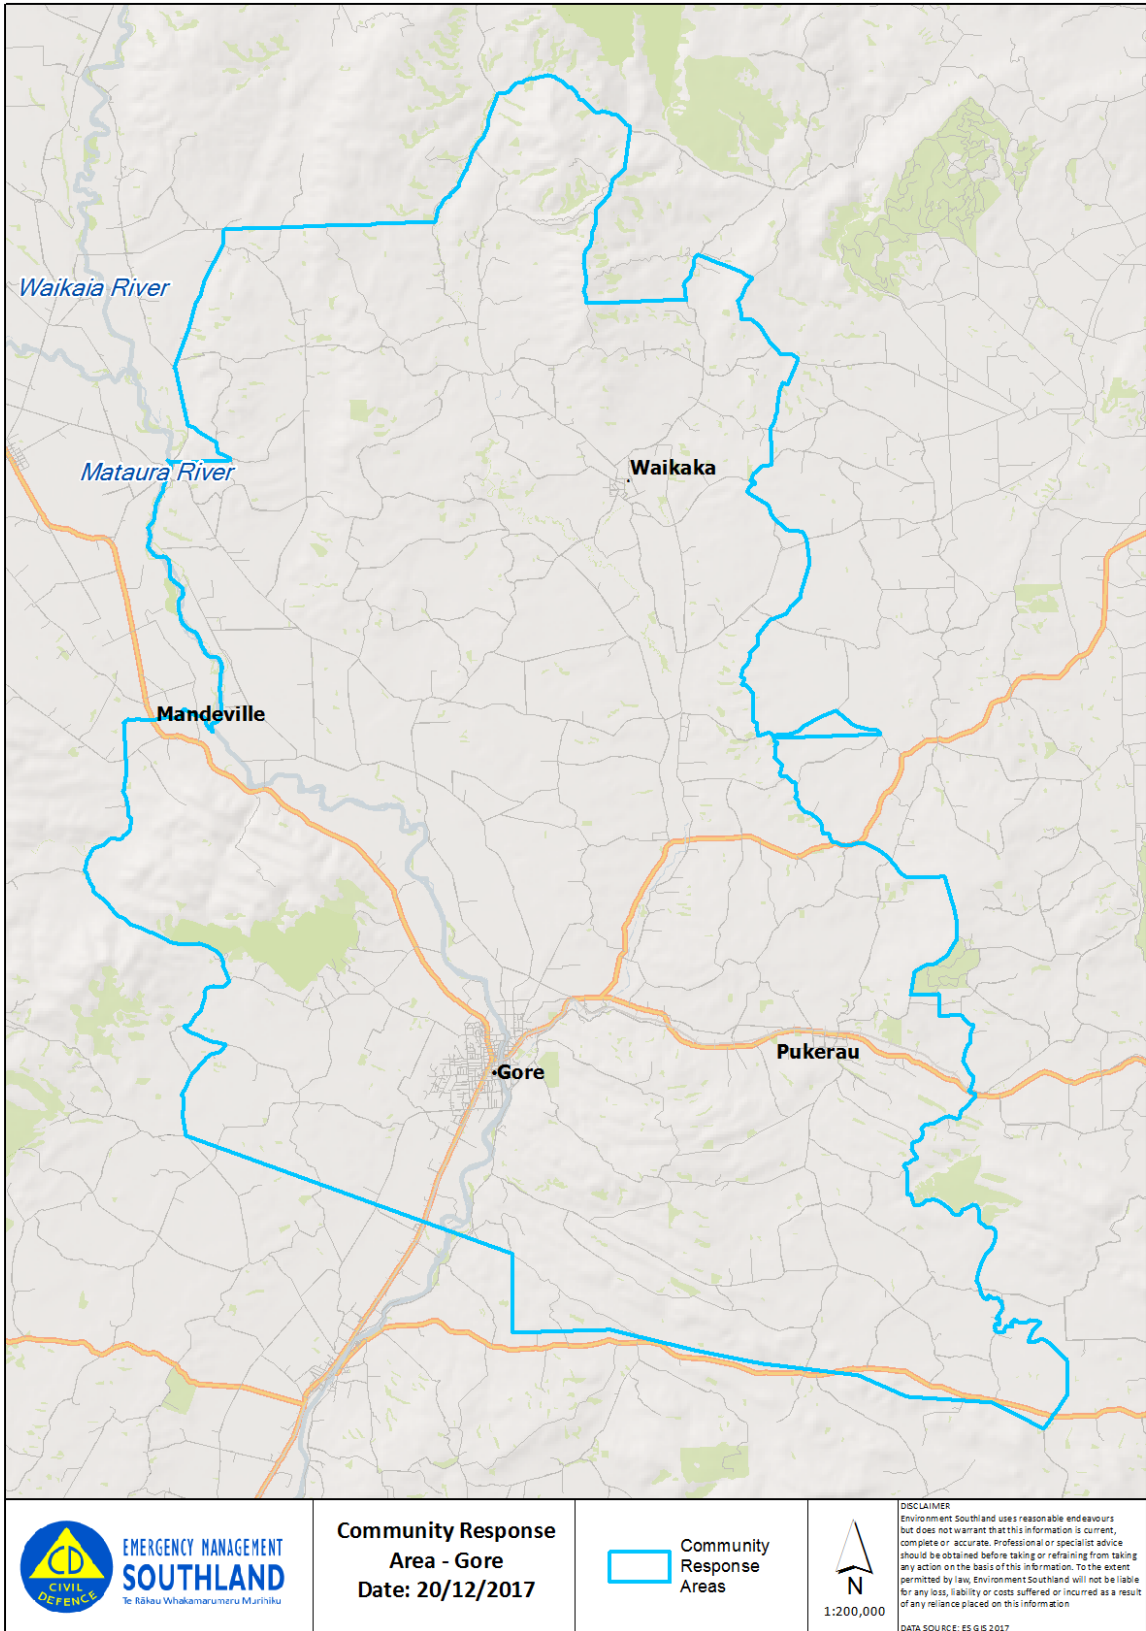 Waikaia River
Mataura River
Waikaka
Mandeville
Pukerau
Gore
CD
CIVIL
DEFENCE
EMERGENCY MANAGEMENT
SOUTHLAND
Te Rākau Whakamarumaru Murihiku
Community Response
Area - Gore
Date: 20/12/2017
Community
Response
Areas
N
1:200,000
DISCLAIMER
Environment Southland uses reasonable endeavours
but does not warrant that this information is current,
complete or accurate. Professional or specialist advice
should be obtained before taking or refraining from taking
any action on the basis of this information. To the extent
permitted by law, Environment Southland will not be liable
for any loss, liability or costs suffered or incurred as a result
of any reliance placed on this information
DATA SOURCE: ES GIS 2017